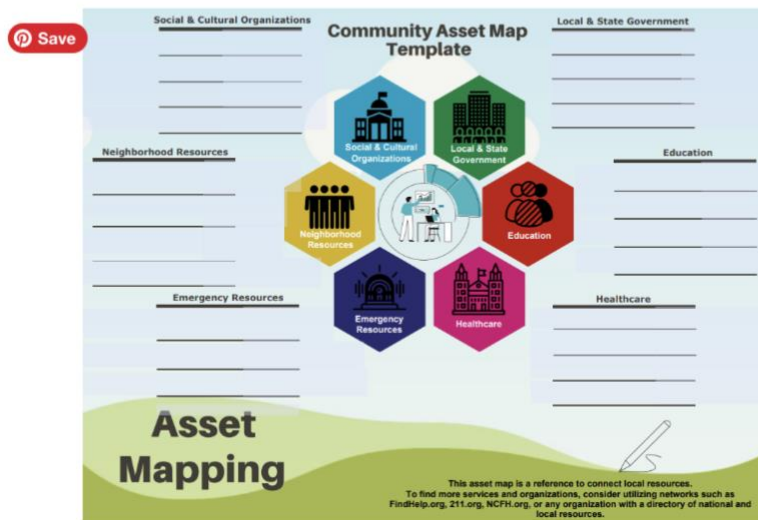 Save
Social & Cultural Organizations
Community Asset Map
Template
Local & State Government
Social & Cultural
Organizations
Local & State
Government
Neighborhood Resources
Education
Neighborhood
Resources
Education
Emergency Resources
Healthcare
Emergency
Resources
Healthcare
Asset
Mapping
This asset map is a reference to connect local resources.
To find more services and organizations, consider utilizing networks such as
FindHelp.org, 211.org, NCFH.org, or any organization with a directory of national and
local resources.